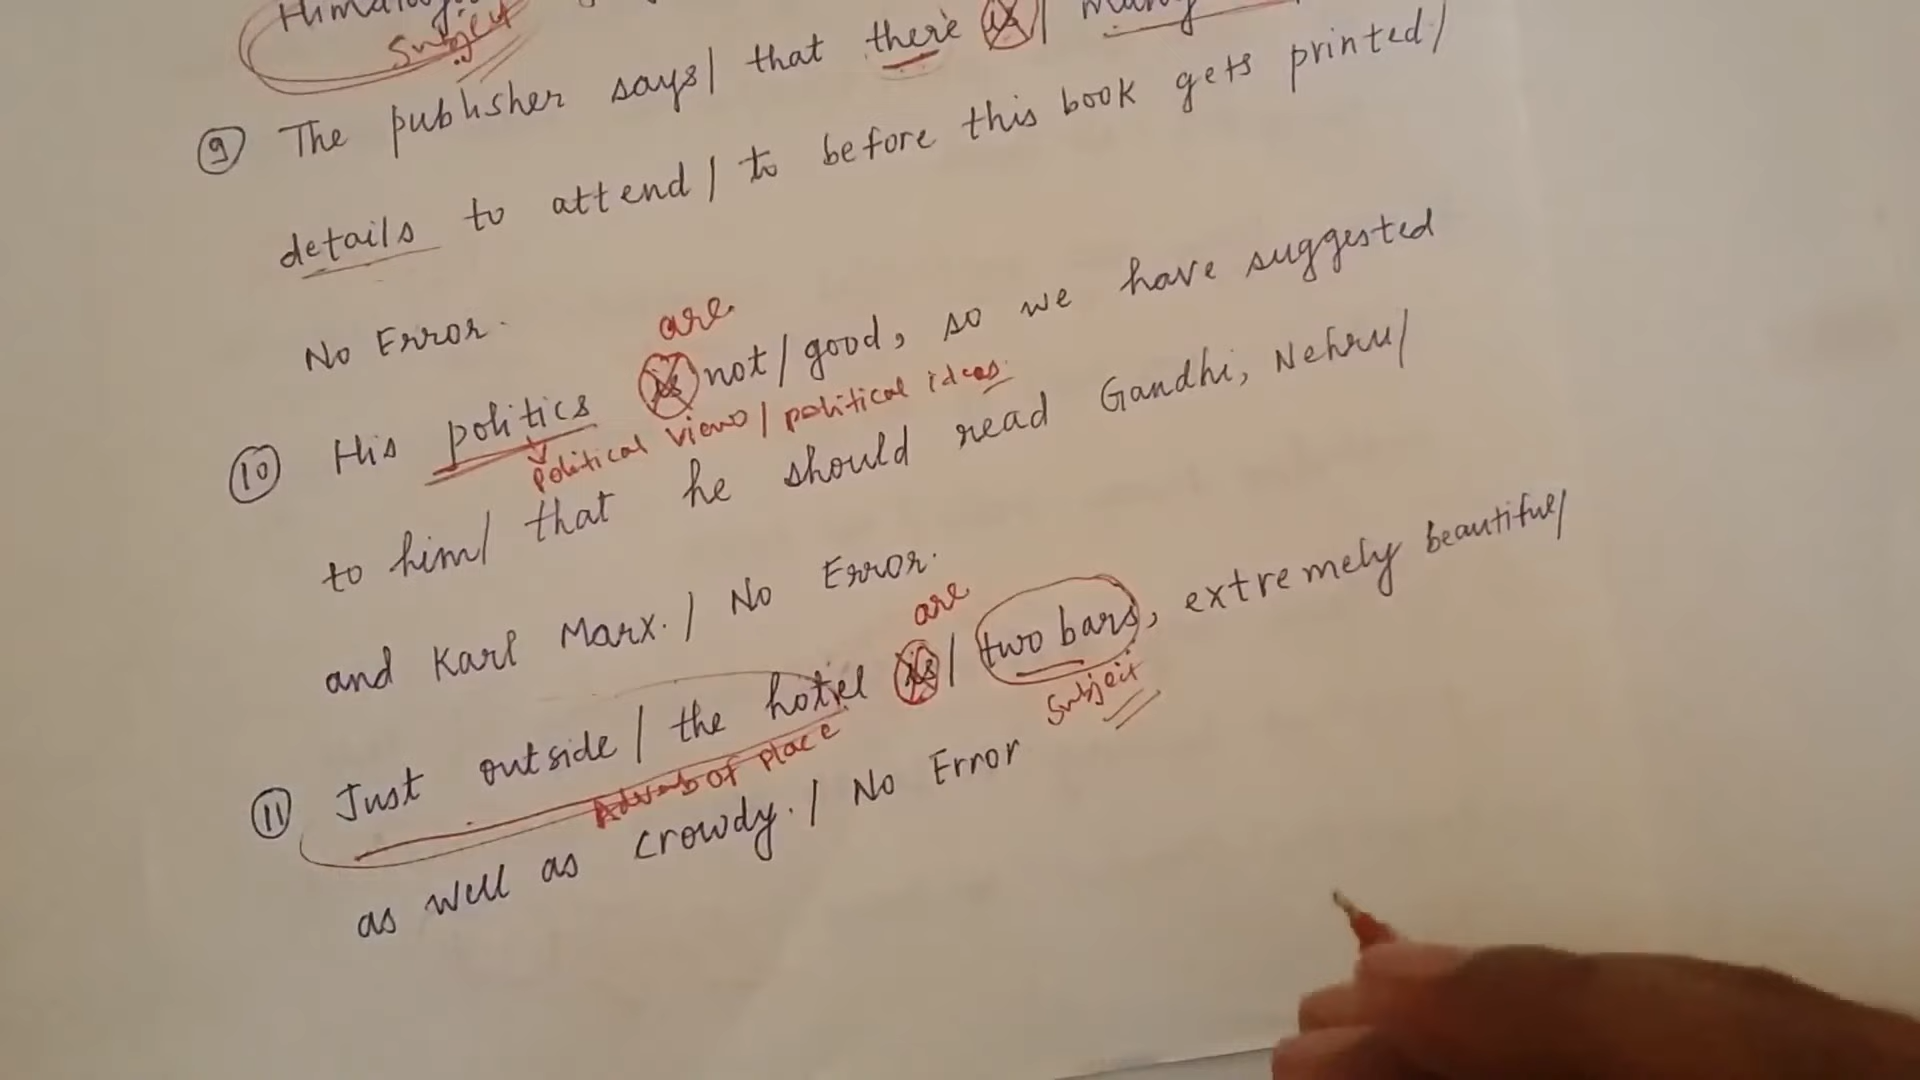 Subject
⑨ The publisher says/ that there is/ many
details to attend/ to before this book gets printed/
No Error.
are
⑩ His politics is not/ good, so we have suggested
Political views/ political ideas.
to him/ that he should read Gandhi, Nehru/
and Karl Marx./ No Error.
are
⑪ Just outside/ the hotel is/ two bars, extremely beautiful/
Adverb of place
Subject
as well as crowdy./ No Error